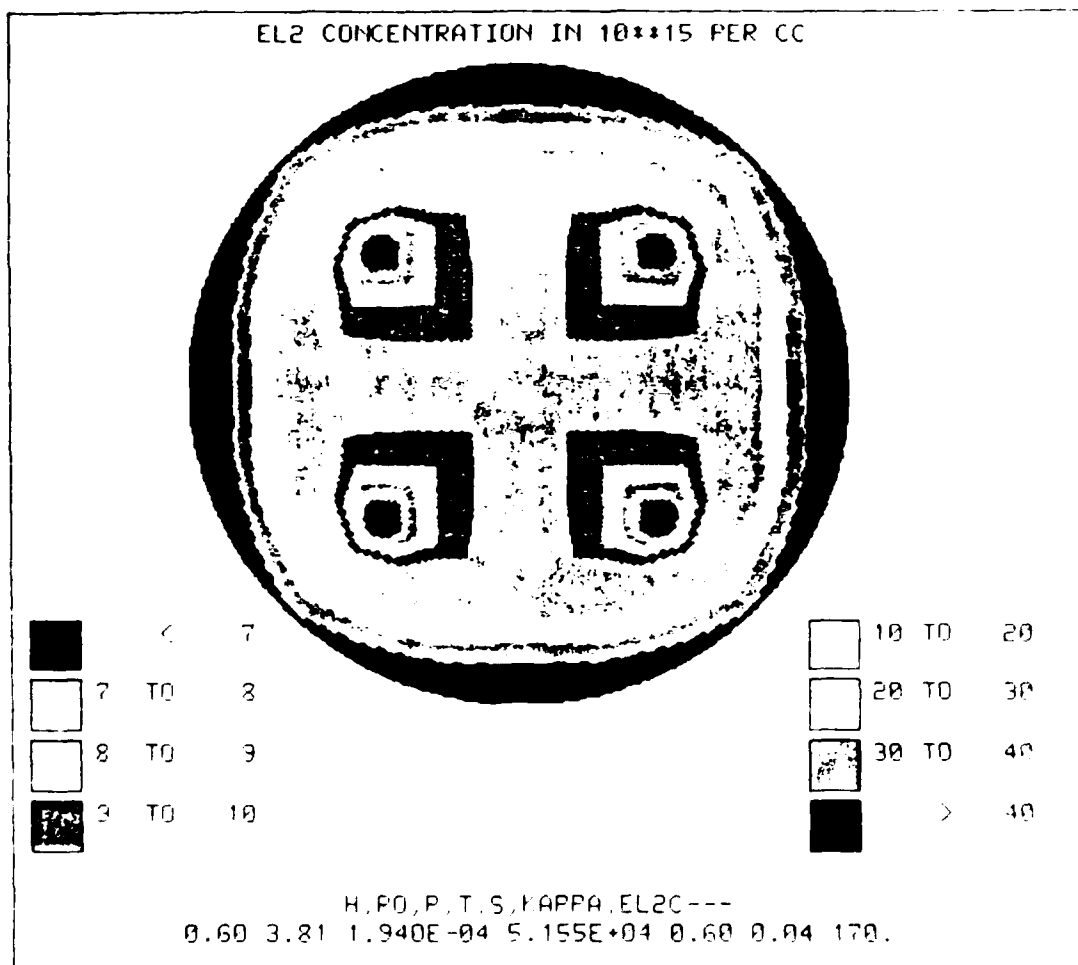 EL2 CONCENTRATION IN 10**15 PER CC
< 7
7 TO 8
8 TO 9
9 TO 10
10 TO 20
20 TO 30
30 TO 40
> 40
H,RO,P,T,S,KAPPA,EL2C---
0.60 3.81 1.940E-04 5.155E+04 0.60 0.04 170.